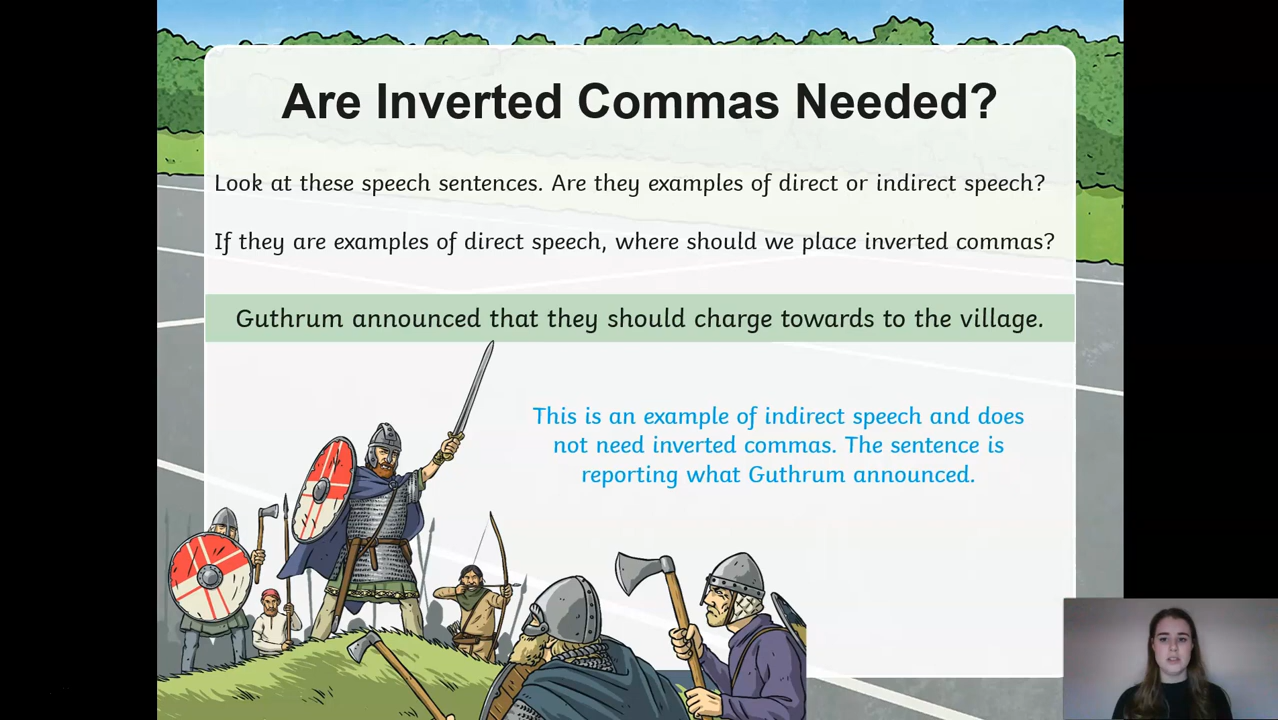 Are Inverted Commas Needed?
Look at these speech sentences. Are they examples of direct or indirect speech?
If they are examples of direct speech, where should we place inverted commas?
Guthrum announced that they should charge towards to the village.
This is an example of indirect speech and does
not need inverted commas. The sentence is
reporting what Guthrum announced.